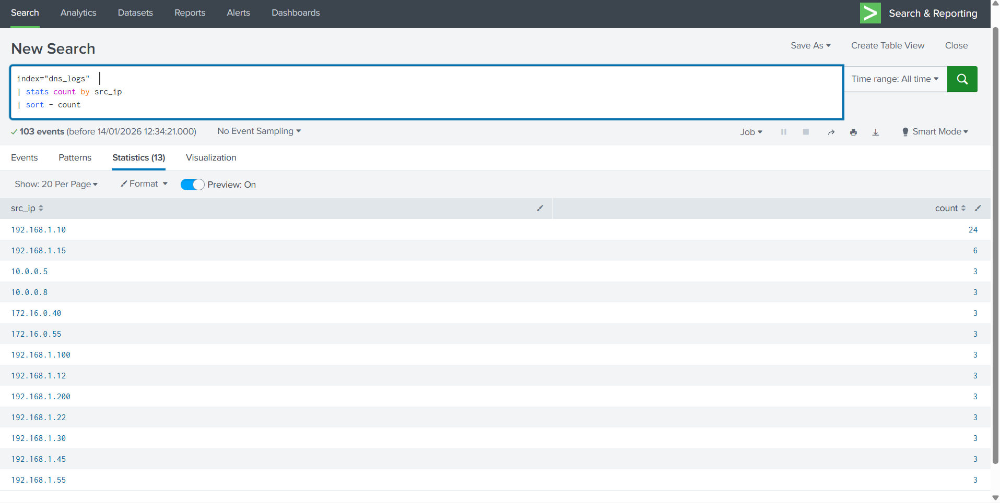 Search Analytics Datasets Reports Alerts Dashboards Search & Reporting
New Search Save As Create Table View Close
index="dns_logs"
| stats count by src_ip
| sort - count
Time range: All time
103 events (before 14/01/2026 12:34:21.000) No Event Sampling Job Smart Mode
Events Patterns Statistics (13) Visualization
Show: 20 Per Page Format Preview: On
src_ip count
192.168.1.10 24
192.168.1.15 6
10.0.0.5 3
10.0.0.8 3
172.16.0.40 3
172.16.0.55 3
192.168.1.100 3
192.168.1.12 3
192.168.1.200 3
192.168.1.22 3
192.168.1.30 3
192.168.1.45 3
192.168.1.55 3